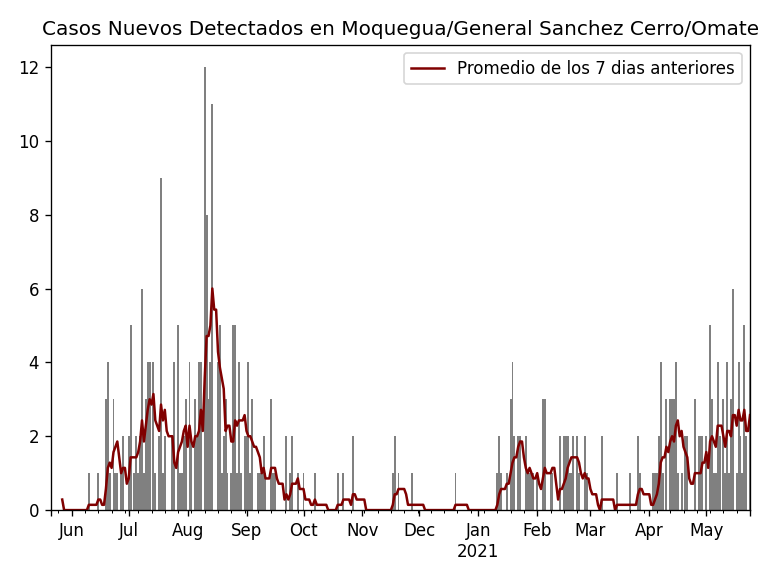 Casos Nuevos Detectados en Moquegua/General Sanchez Cerro/Omate
Promedio de los 7 dias anteriores
12
10
8
6
4
2
0
Jun Jul Aug Sep Oct Nov Dec Jan Feb Mar Apr May
2021